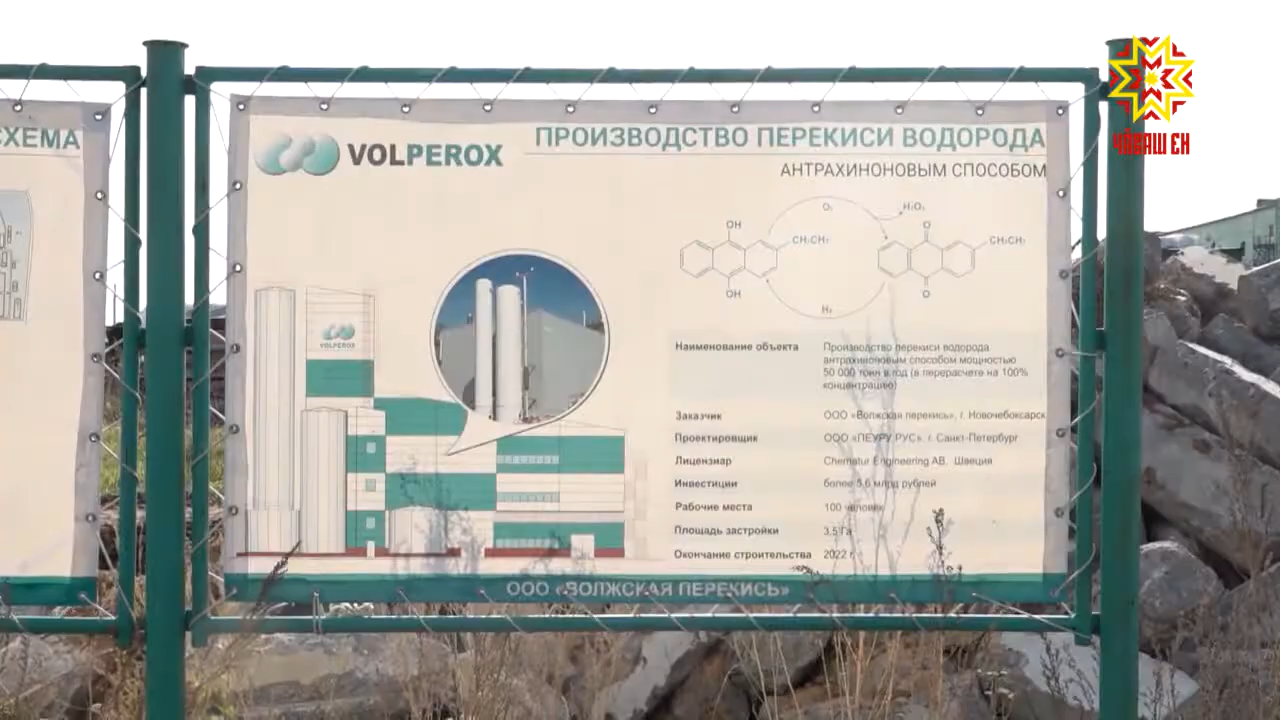 СХЕМА
VOLPEROX
ПРОИЗВОДСТВО ПЕРЕКИСИ ВОДОРОДА
АНТРАХИНОНОВЫМ СПОСОБОМ
ЧӐВАШ ЕН
O₂
H₂O₂
OH
CH₂CH₃
O
CH₂CH₃
OH
O
H₂
VOLPEROX
Наименование объекта
Производство перекиси водорода
антрахиноновым способом мощностью
50 000 тонн в год (в перерасчете на 100%
концентрацию)
Заказчик ООО «Волжская перекись», г. Новочебоксарск
Проектировщик ООО «ПЕУРУ РУС», г. Санкт-Петербург
Лицензиар Chematur Engineering AB, Швеция
Инвестиции более 5,6 млрд рублей
Рабочие места 100 человек
Площадь застройки 3,5 Га
Окончание строительства 2022 г.
ООО «ВОЛЖСКАЯ ПЕРЕКИСЬ»